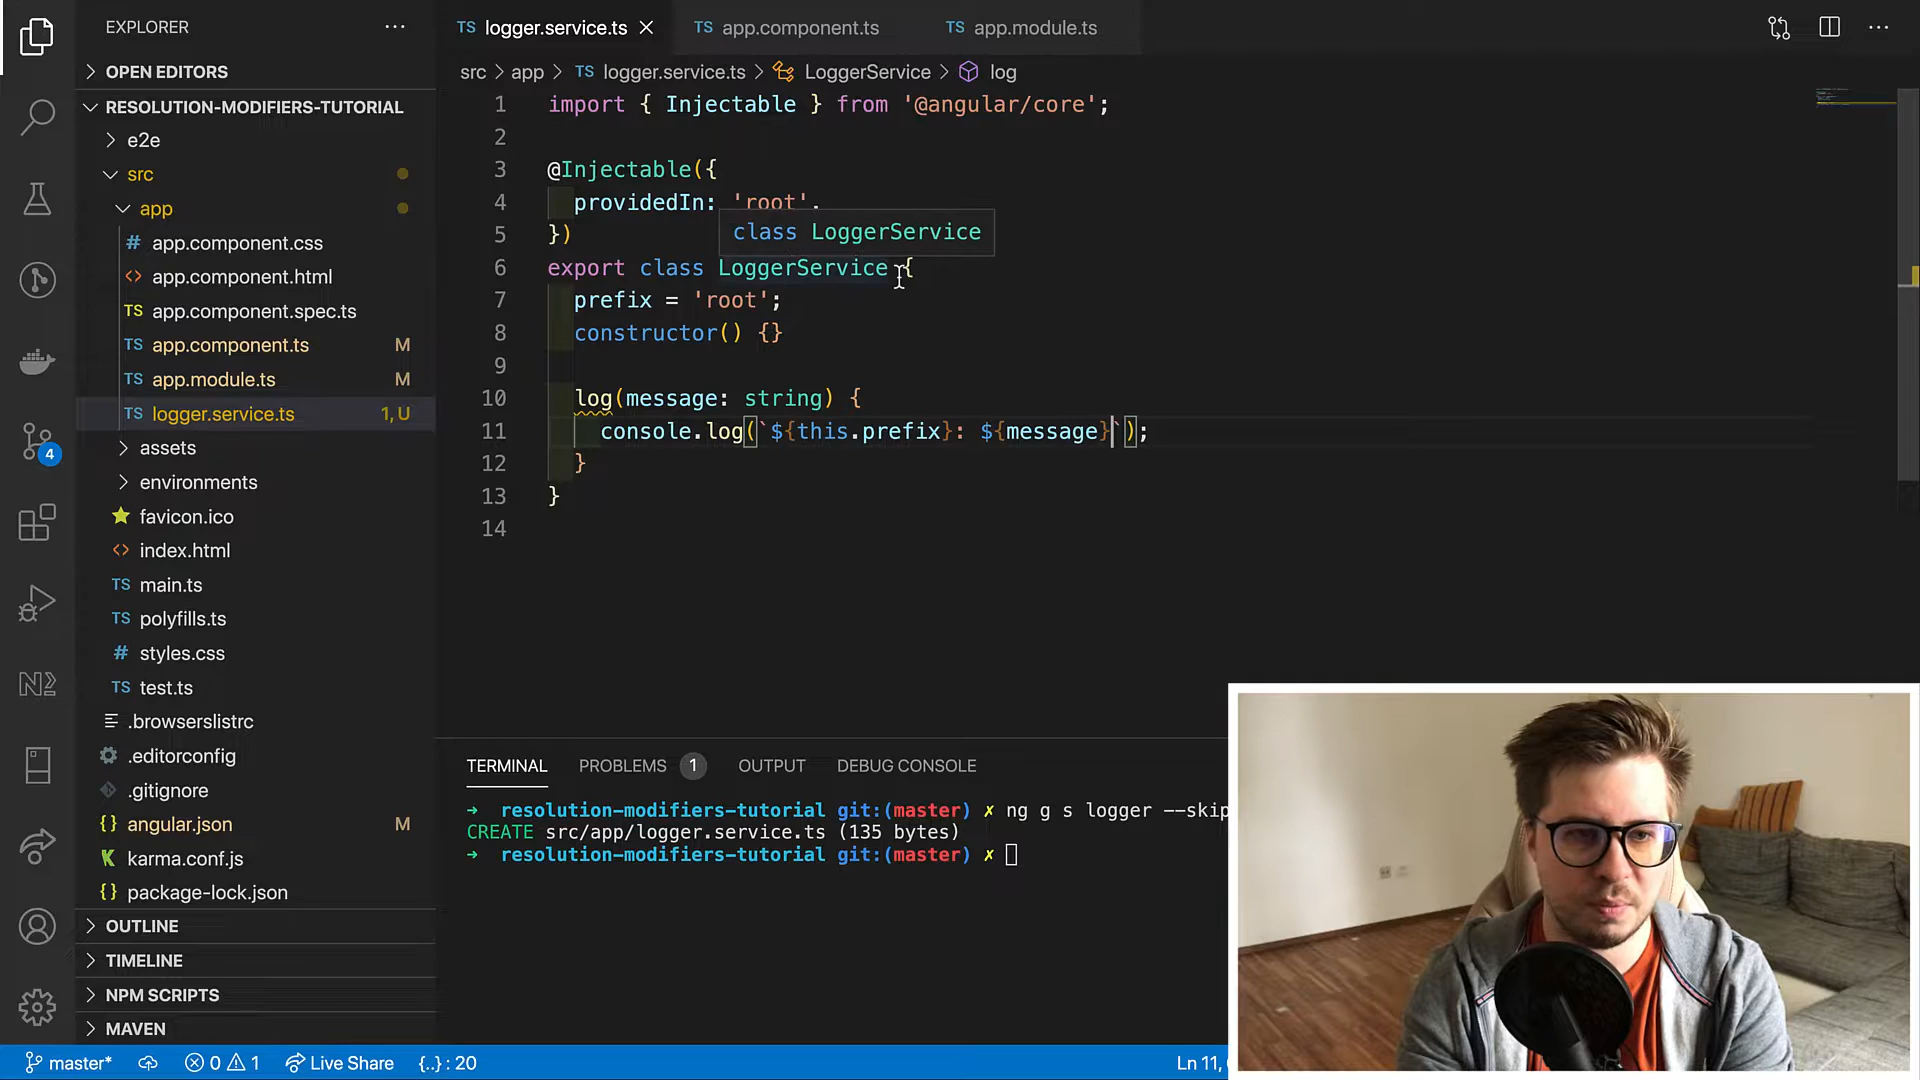 EXPLORER
OPEN EDITORS
RESOLUTION-MODIFIERS-TUTORIAL
e2e
src
app
app.component.css
app.component.html
app.component.spec.ts
app.component.ts M
app.module.ts M
logger.service.ts 1, U
assets
environments
favicon.ico
index.html
main.ts
polyfills.ts
styles.css
test.ts
.browserslistrc
.editorconfig
.gitignore
angular.json M
karma.conf.js
package-lock.json
OUTLINE
TIMELINE
NPM SCRIPTS
MAVEN
4
TS logger.service.ts TS app.component.ts TS app.module.ts
src > app > TS logger.service.ts > LoggerService > log
1 import { Injectable } from '@angular/core';
2
3 @Injectable({
4 providedIn: 'root',
class LoggerService
5 })
6 export class LoggerService {
7 prefix = 'root';
8 constructor() {}
9
10 log(message: string) {
11 console.log(`${this.prefix}: ${message}`);
12 }
13 }
14
TERMINAL PROBLEMS 1 OUTPUT DEBUG CONSOLE
→ resolution-modifiers-tutorial git:(master) ✗ ng g s logger --skip
CREATE src/app/logger.service.ts (135 bytes)
→ resolution-modifiers-tutorial git:(master) ✗
master* 0 1 Live Share {..} : 20 Ln 11,